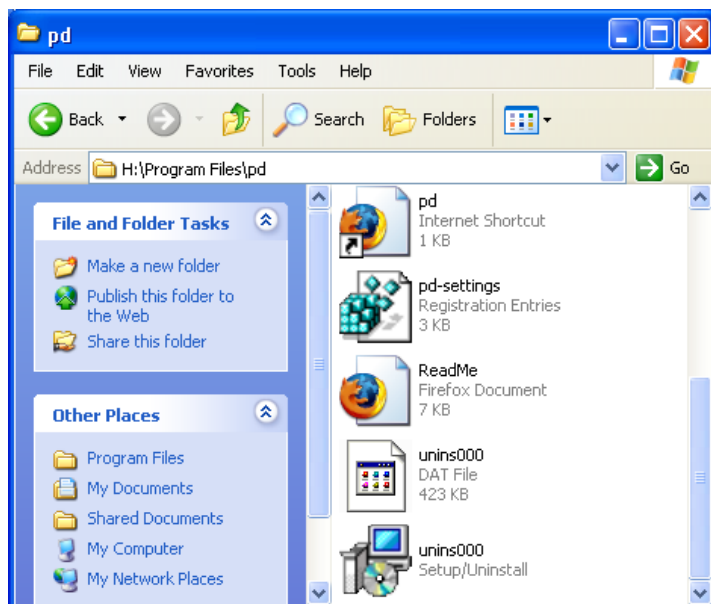 pd
File Edit View Favorites Tools Help
Back Search Folders
Address H:\Program Files\pd Go
File and Folder Tasks
Make a new folder
Publish this folder to
the Web
Share this folder
Other Places
Program Files
My Documents
Shared Documents
My Computer
My Network Places
pd
Internet Shortcut
1 KB
pd-settings
Registration Entries
3 KB
ReadMe
Firefox Document
7 KB
unins000
DAT File
423 KB
unins000
Setup/Uninstall